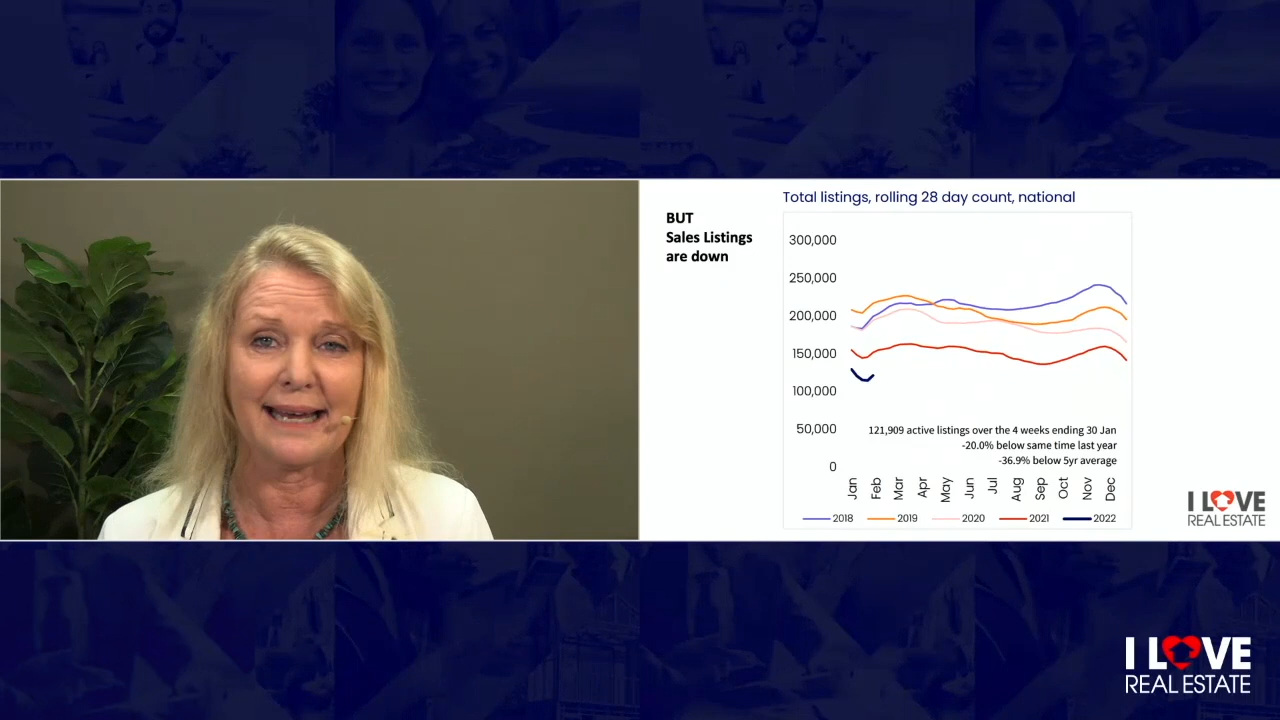 BUT
Sales Listings
are down
Total listings, rolling 28 day count, national
300,000
250,000
200,000
150,000
100,000
50,000
0
121,909 active listings over the 4 weeks ending 30 Jan
-20.0% below same time last year
-36.9% below 5yr average
Jan Feb Mar Apr May Jun Jul Aug Sep Oct Nov Dec
2018 2019 2020 2021 2022
I LOVE
REAL ESTATE
I LOVE
REAL ESTATE